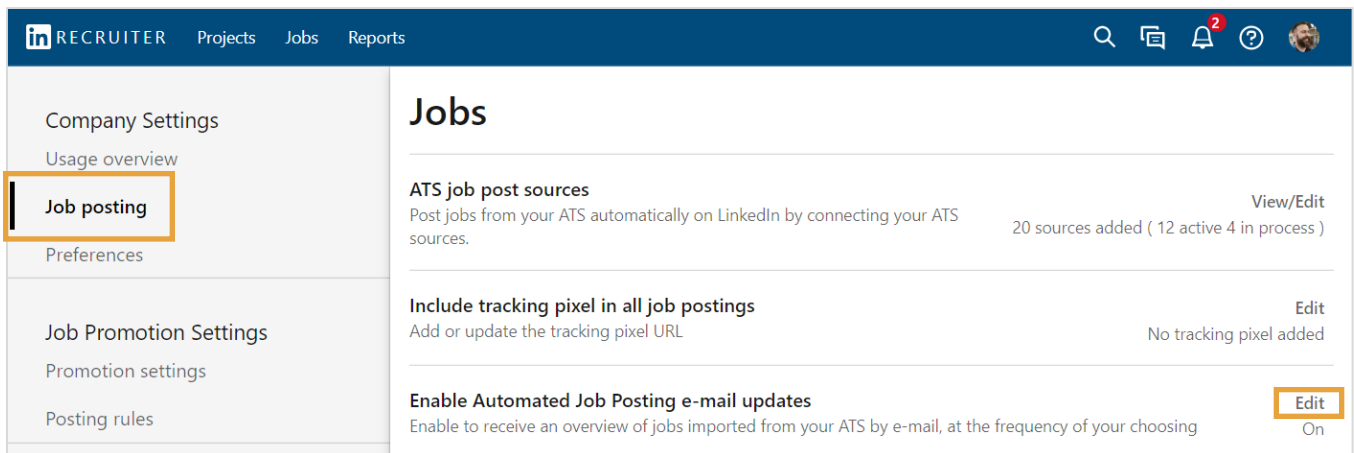 in RECRUITER Projects Jobs Reports 2
Company Settings
Usage overview
Job posting
Preferences
Job Promotion Settings
Promotion settings
Posting rules
Jobs
ATS job post sources
View/Edit
Post jobs from your ATS automatically on LinkedIn by connecting your ATS
sources.
20 sources added ( 12 active 4 in process )
Include tracking pixel in all job postings
Edit
Add or update the tracking pixel URL
No tracking pixel added
Enable Automated Job Posting e-mail updates
Edit
Enable to receive an overview of jobs imported from your ATS by e-mail, at the frequency of your choosing
On